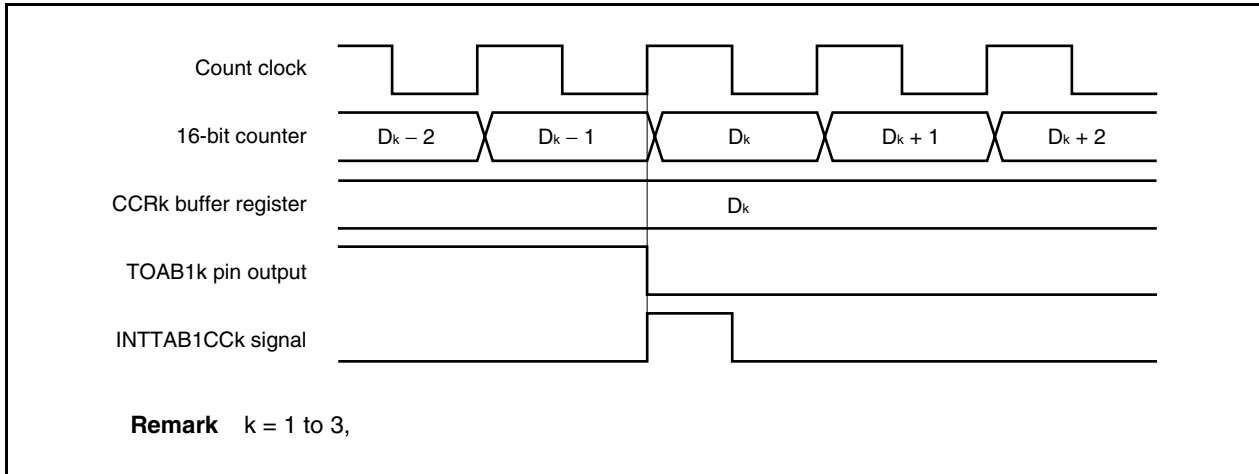 Count clock
16-bit counter
Dk − 2
Dk − 1
Dk
Dk + 1
Dk + 2
CCRk buffer register
Dk
TOAB1k pin output
INTTAB1CCk signal
Remark k = 1 to 3,